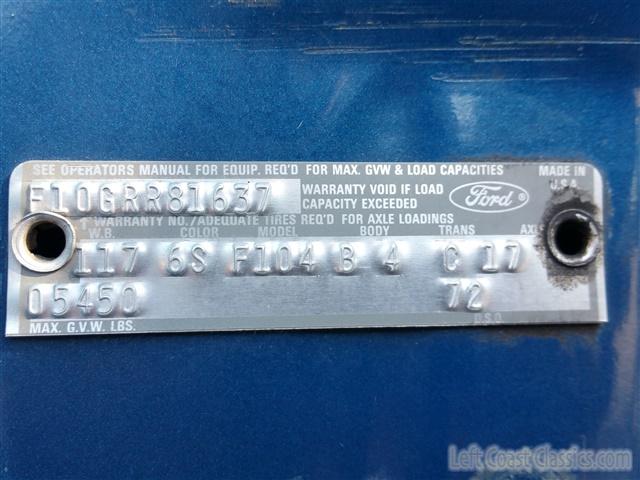 SEE OPERATORS MANUAL FOR EQUIP. REQ'D FOR MAX. GVW & LOAD CAPACITIES
MADE IN U.S.A.
F10GRR81637
WARRANTY VOID IF LOAD
CAPACITY EXCEEDED
Ford ®
WARRANTY NO./ADEQUATE TIRES REQ'D FOR AXLE LOADINGS
W.B. COLOR MODEL BODY TRANS
117 6S F104 B 4 C 17
05450 72
MAX. G.V.W. LBS. D.S.O.
Left Coast Classics.com